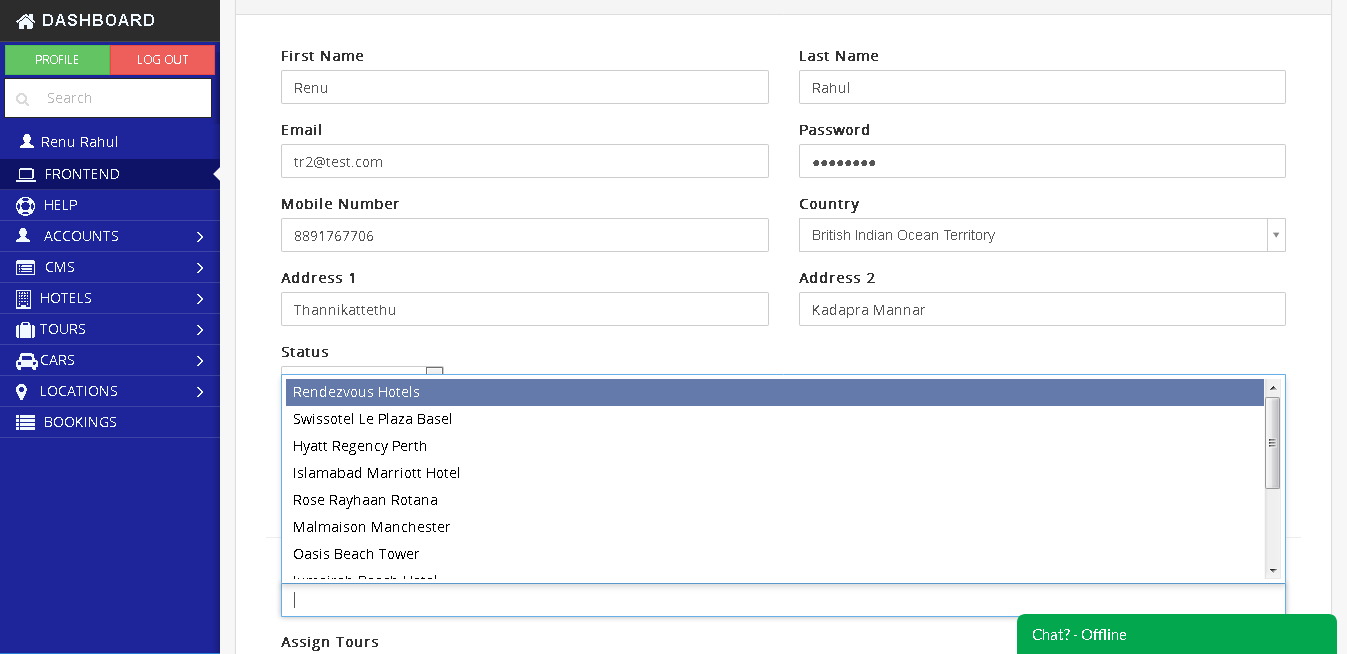 DASHBOARD
PROFILE LOG OUT
Search
Renu Rahul
FRONTEND
HELP
ACCOUNTS
CMS
HOTELS
TOURS
CARS
LOCATIONS
BOOKINGS
First Name Last Name
Renu Rahul
Email Password
tr2@test.com ●●●●●●●●
Mobile Number Country
8891767706 British Indian Ocean Territory
Address 1 Address 2
Thannikattethu Kadapra Mannar
Status
Rendezvous Hotels
Swissotel Le Plaza Basel
Hyatt Regency Perth
Islamabad Marriott Hotel
Rose Rayhaan Rotana
Malmaison Manchester
Oasis Beach Tower
Jumeirah Beach Hotel
Assign Tours
Chat? - Offline